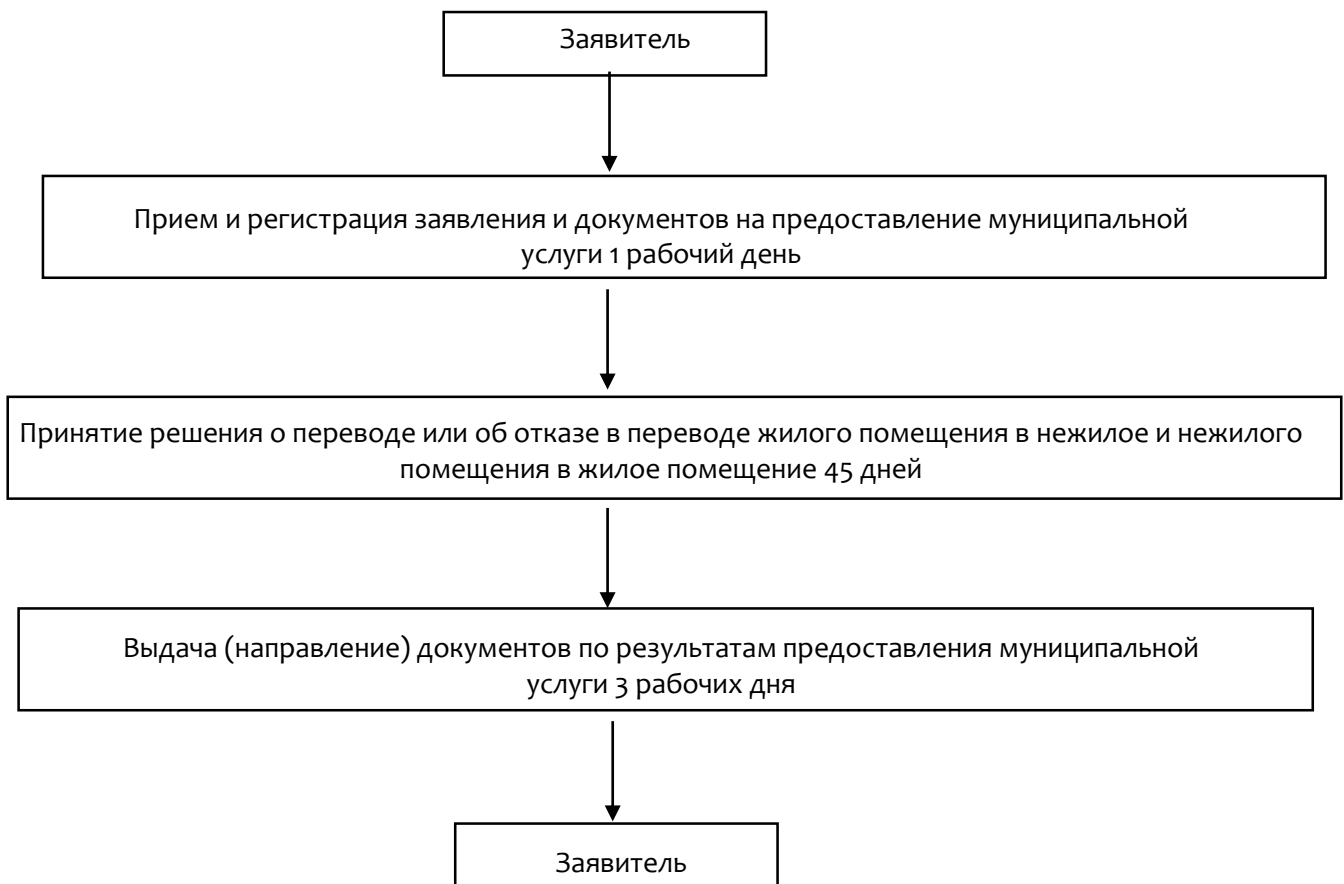 Заявитель
Прием и регистрация заявления и документов на предоставление муниципальной
услуги 1 рабочий день
Принятие решения о переводе или об отказе в переводе жилого помещения в нежилое и нежилого
помещения в жилое помещение 45 дней
Выдача (направление) документов по результатам предоставления муниципальной
услуги 3 рабочих дня
Заявитель